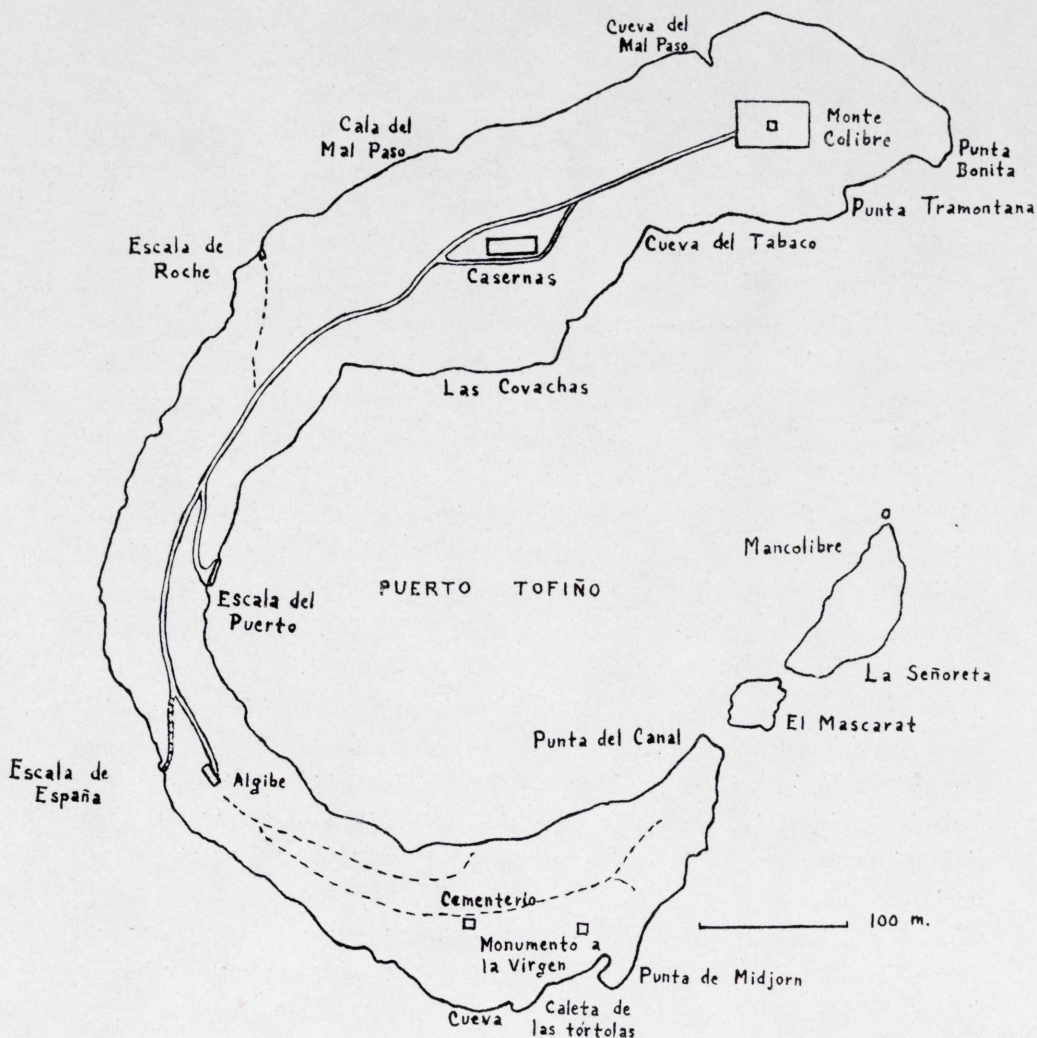 Cueva del
Mal Paso
Monte
Colibre
Cala del
Mal Paso
Punta
Bonita
Punta Tramontana
Escala de
Roche
Cueva del Tabaco
Casernas
Las Covachas
Mancolibre
PUERTO TOFIÑO
Escala del
Puerto
La Señoreta
El Mascarat
Punta del Canal
Escala de
España
Algibe
Cementerio
100 m.
Monumento a
la Virgen
Punta de Midjorn
Cueva
Caleta de
las tórtolas